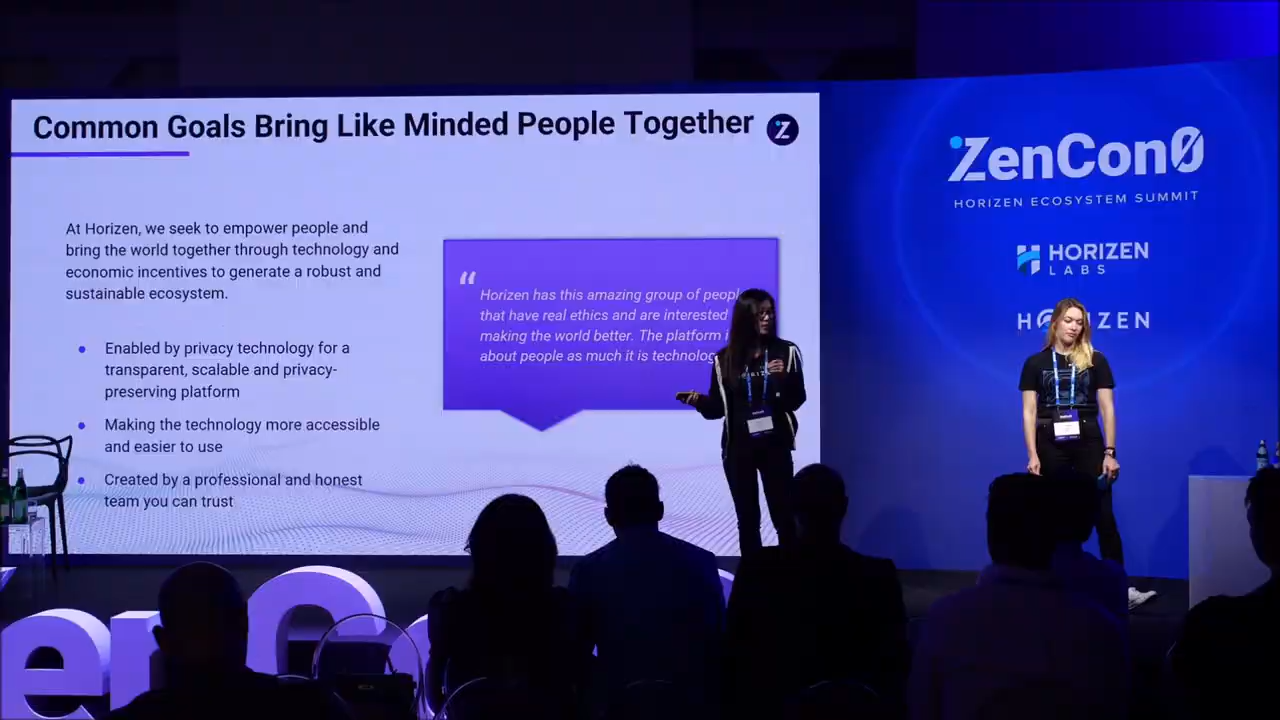 Common Goals Bring Like Minded People Together
At Horizen, we seek to empower people and
bring the world together through technology and
economic incentives to generate a robust and
sustainable ecosystem.
Enabled by privacy technology for a
transparent, scalable and privacy-
preserving platform
Making the technology more accessible
and easier to use
Created by a professional and honest
team you can trust
“
Horizen has this amazing group of
that have real ethics and are interested
making the world better. The platform
about people as much it is
ZenCon0
HORIZEN ECOSYSTEM SUMMIT
HORIZEN
LABS